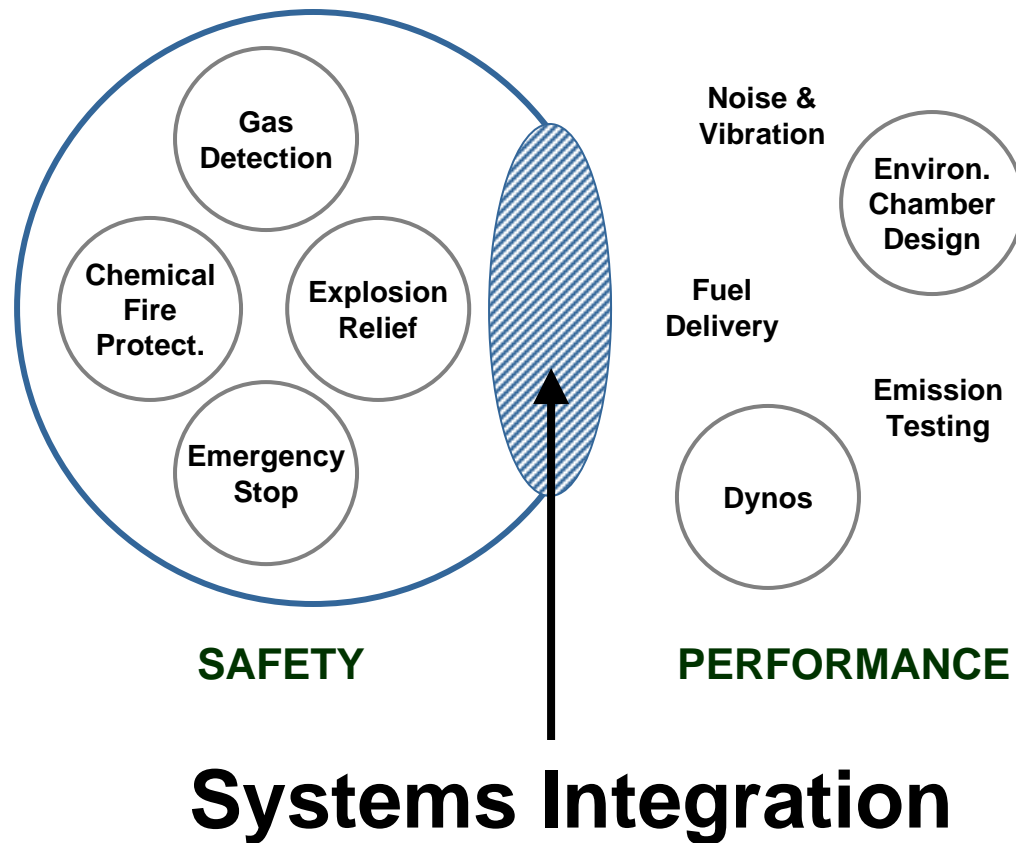 Gas
Detection
Chemical
Fire
Protect.
Explosion
Relief
Emergency
Stop
SAFETY
Noise &
Vibration
Environ.
Chamber
Design
Fuel
Delivery
Emission
Testing
Dynos
PERFORMANCE
Systems Integration